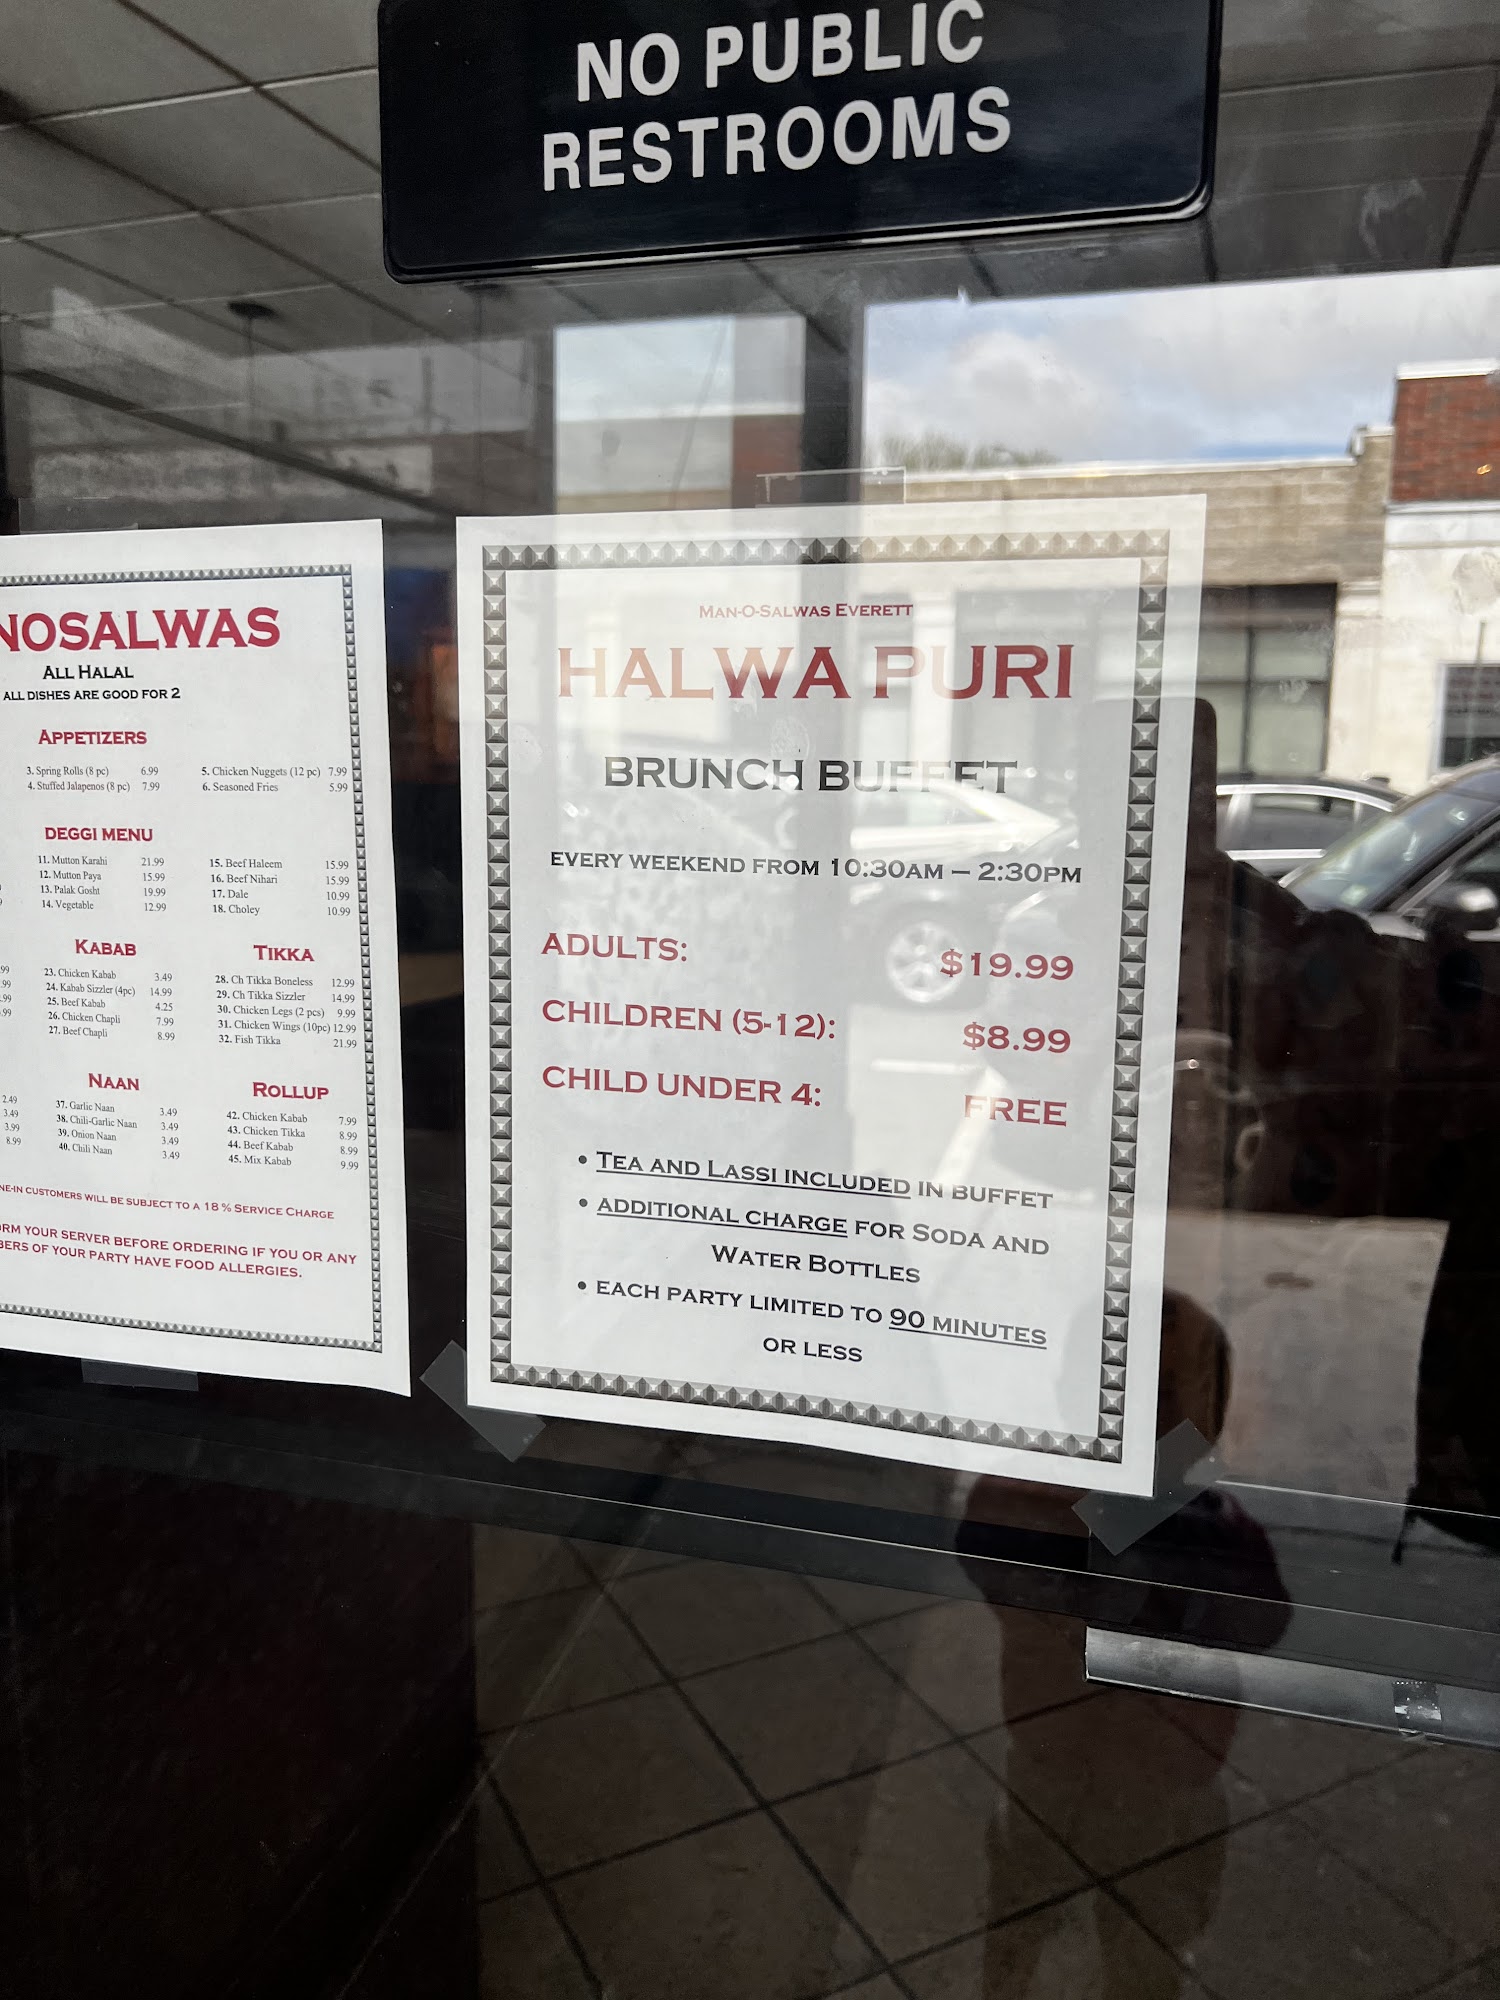 NO PUBLIC
RESTROOMS
NOSALWAS
ALL HALAL
ALL DISHES ARE GOOD FOR 2
APPETIZERS
3. Spring Rolls (8 pc) 6.99 5. Chicken Nuggets (12 pc) 7.99
4. Stuffed Jalapenos (8 pc) 7.99 6. Seasoned Fries 5.99
DEGGI MENU
11. Mutton Karahi 21.99 15. Beef Haleem 15.99
12. Mutton Paya 15.99 16. Beef Nihari 15.99
13. Palak Gosht 19.99 17. Dale 10.99
14. Vegetable 12.99 18. Choley 10.99
KABAB TIKKA
23. Chicken Kabab 3.49 28. Ch Tikka Boneless 12.99
24. Kabab Sizzler (4pc) 14.99 29. Ch Tikka Sizzler 14.99
25. Beef Kabab 4.25 30. Chicken Legs (2 pcs) 9.99
26. Chicken Chapli 7.99 31. Chicken Wings (10pc) 12.99
27. Beef Chapli 8.99 32. Fish Tikka 21.99
NAAN ROLLUP
2.49 37. Garlic Naan 3.49 42. Chicken Kabab 7.99
3.49 38. Chili-Garlic Naan 3.49 43. Chicken Tikka 8.99
3.99 39. Onion Naan 3.49 44. Beef Kabab 8.99
8.99 40. Chili Naan 3.49 45. Mix Kabab 9.99
NE-IN CUSTOMERS WILL BE SUBJECT TO A 18 % SERVICE CHARGE
ORM YOUR SERVER BEFORE ORDERING IF YOU OR ANY
BERS OF YOUR PARTY HAVE FOOD ALLERGIES.
MAN-O-SALWAS EVERETT
HALWA PURI
BRUNCH BUFFET
EVERY WEEKEND FROM 10:30AM – 2:30PM
ADULTS: $19.99
CHILDREN (5-12): $8.99
CHILD UNDER 4: FREE
• TEA AND LASSI INCLUDED IN BUFFET
• ADDITIONAL CHARGE FOR SODA AND
WATER BOTTLES
• EACH PARTY LIMITED TO 90 MINUTES
OR LESS